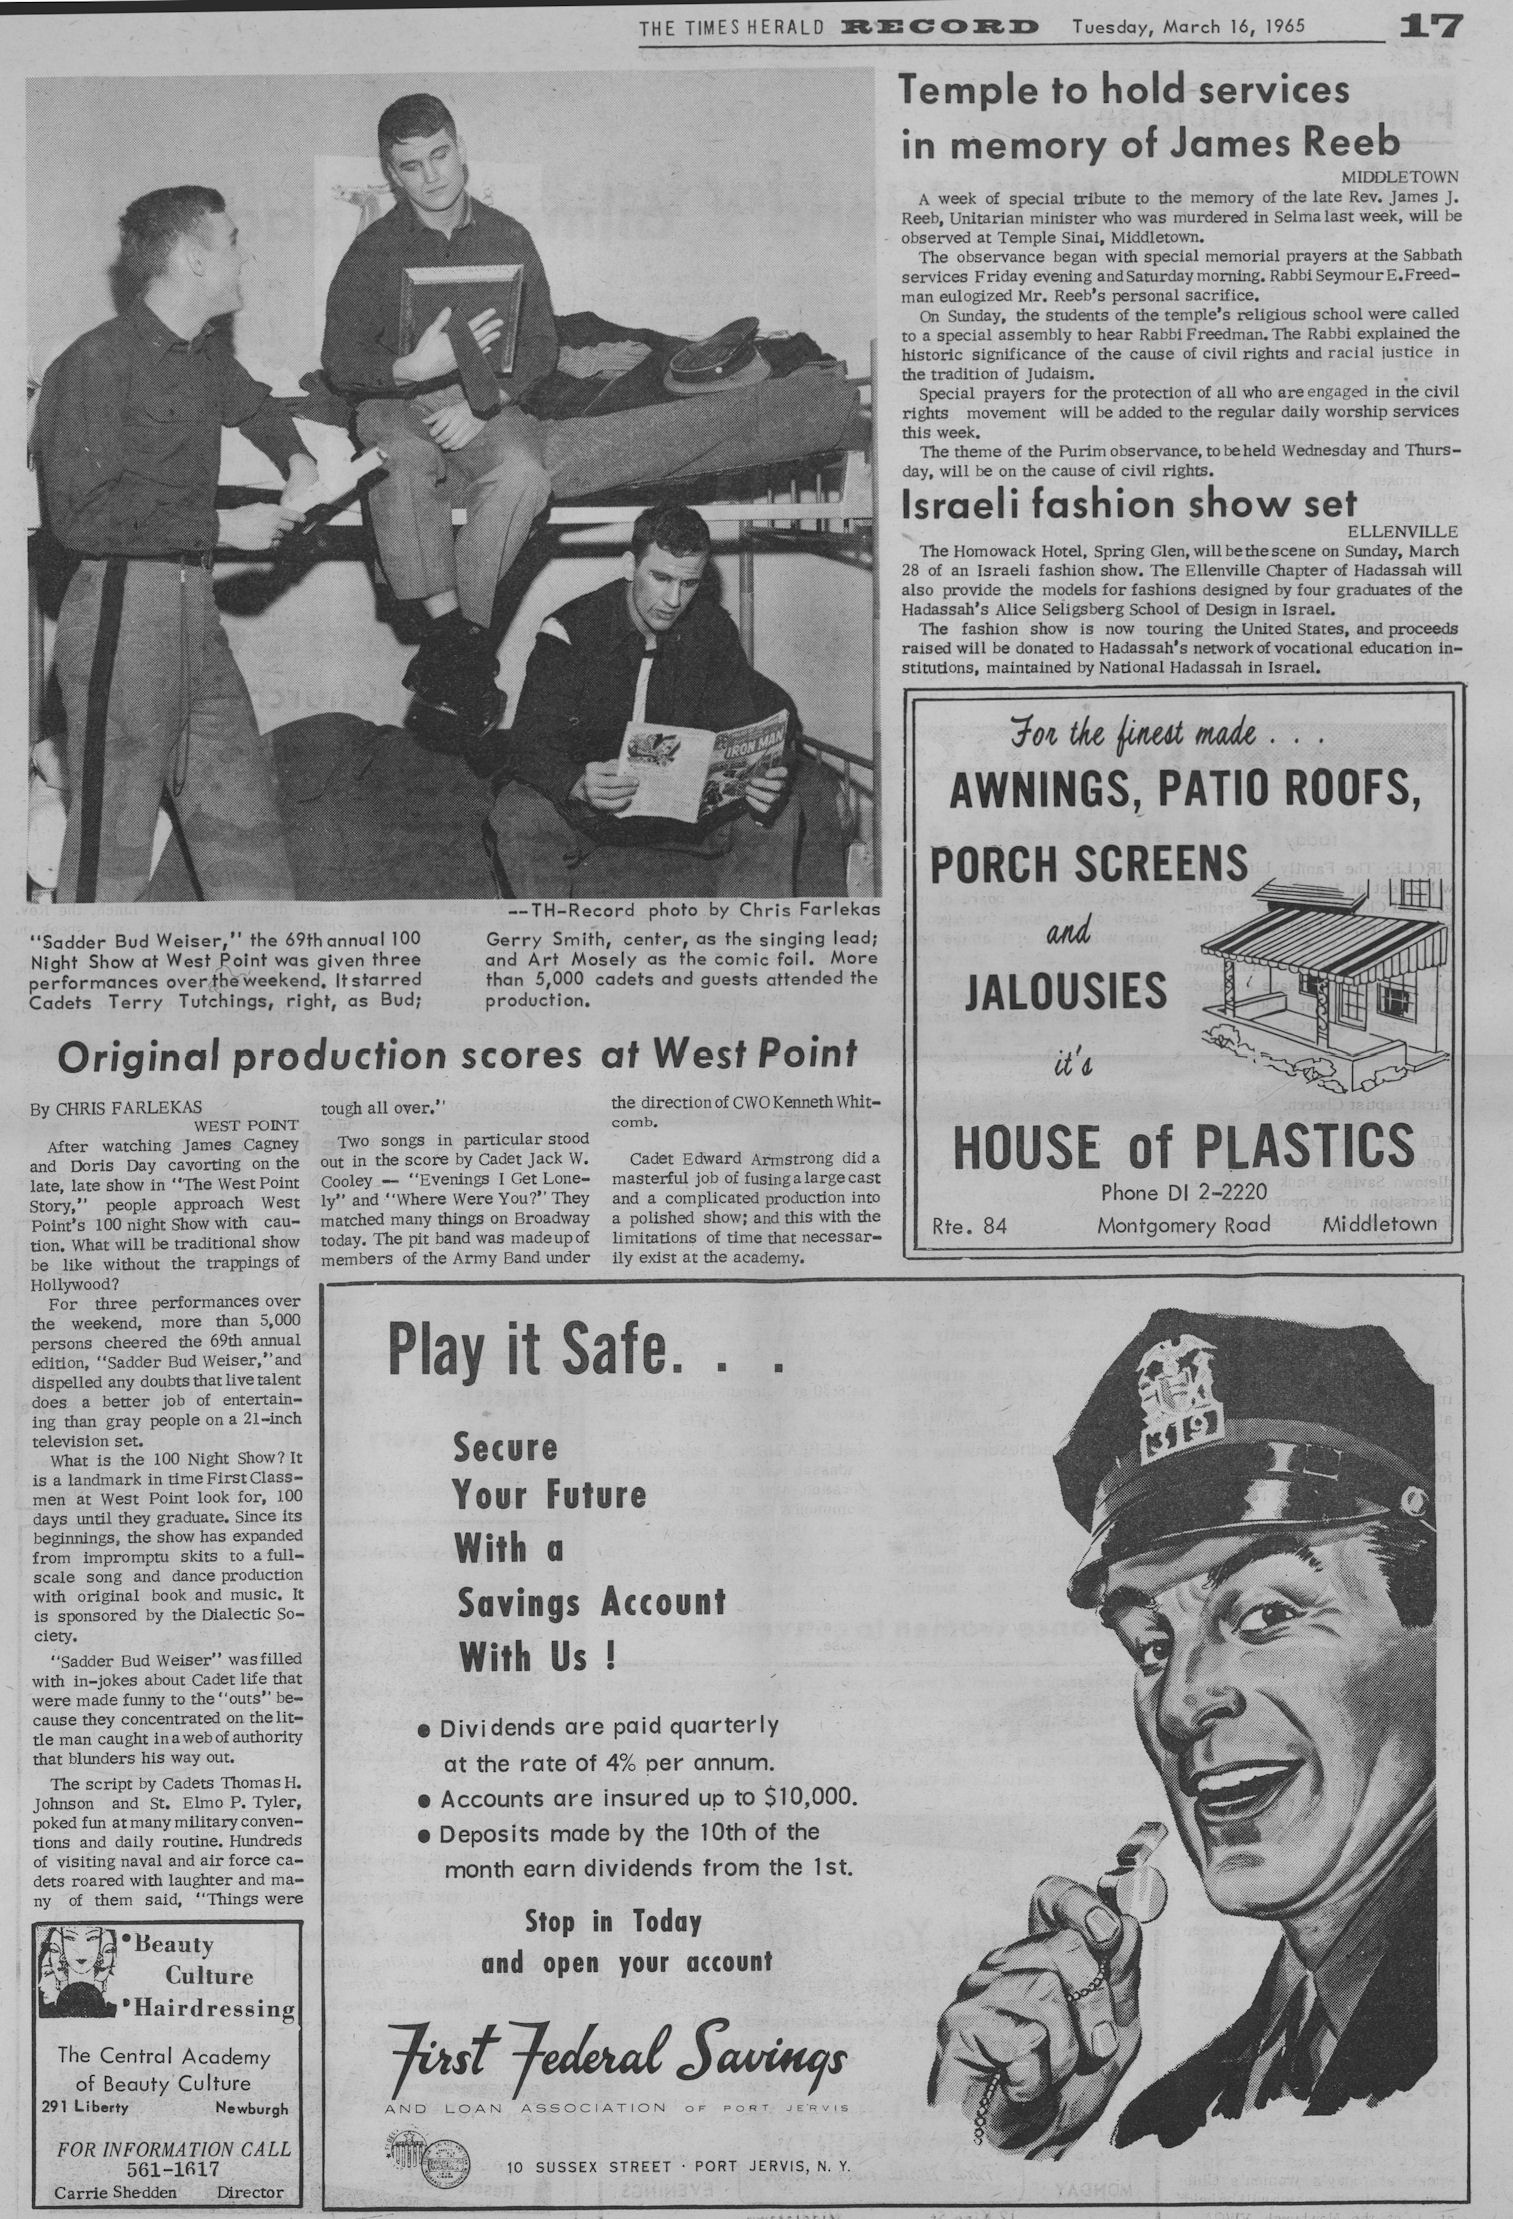 THE TIMES HERALD RECORD Tuesday, March 16, 1965 17
IRON MAN
--TH-Record photo by Chris Farlekas
"Sadder Bud Weiser," the 69th annual 100
Night Show at West Point was given three
performances over the weekend. It starred
Cadets Terry Tutchings, right, as Bud;
Gerry Smith, center, as the singing lead;
and Art Mosely as the comic foil. More
than 5,000 cadets and guests attended the
production.
Original production scores at West Point
By CHRIS FARLEKAS
WEST POINT
After watching James Cagney
and Doris Day cavorting on the
late, late show in "The West Point
Story," people approach West
Point's 100 night Show with cau-
tion. What will be traditional show
be like without the trappings of
Hollywood?
For three performances over
the weekend, more than 5,000
persons cheered the 69th annual
edition, "Sadder Bud Weiser," and
dispelled any doubts that live talent
does a better job of entertain-
ing than gray people on a 21-inch
television set.
What is the 100 Night Show? It
is a landmark in time First Class-
men at West Point look for, 100
days until they graduate. Since its
beginnings, the show has expanded
from impromptu skits to a full-
scale song and dance production
with original book and music. It
is sponsored by the Dialectic So-
ciety.
"Sadder Bud Weiser" was filled
with in-jokes about Cadet life that
were made funny to the "outs" be-
cause they concentrated on the lit-
tle man caught in a web of authority
that blunders his way out.
The script by Cadets Thomas H.
Johnson and St. Elmo P. Tyler,
poked fun at many military conven-
tions and daily routine. Hundreds
of visiting naval and air force ca-
dets roared with laughter and ma-
ny of them said, "Things were
tough all over."
Two songs in particular stood
out in the score by Cadet Jack W.
Cooley -- "Evenings I Get Lone-
ly" and "Where Were You?" They
matched many things on Broadway
today. The pit band was made up of
members of the Army Band under
the direction of CWO Kenneth Whit-
comb.
Cadet Edward Armstrong did a
masterful job of fusing a large cast
and a complicated production into
a polished show; and this with the
limitations of time that necessar-
ily exist at the academy.
Temple to hold services
in memory of James Reeb
MIDDLETOWN
A week of special tribute to the memory of the late Rev. James J.
Reeb, Unitarian minister who was murdered in Selma last week, will be
observed at Temple Sinai, Middletown.
The observance began with special memorial prayers at the Sabbath
services Friday evening and Saturday morning. Rabbi Seymour E. Freed-
man eulogized Mr. Reeb's personal sacrifice.
On Sunday, the students of the temple's religious school were called
to a special assembly to hear Rabbi Freedman. The Rabbi explained the
historic significance of the cause of civil rights and racial justice in
the tradition of Judaism.
Special prayers for the protection of all who are engaged in the civil
rights movement will be added to the regular daily worship services
this week.
The theme of the Purim observance, to be held Wednesday and Thurs-
day, will be on the cause of civil rights.
Israeli fashion show set
ELLENVILLE
The Homowack Hotel, Spring Glen, will be the scene on Sunday, March
28 of an Israeli fashion show. The Ellenville Chapter of Hadassah will
also provide the models for fashions designed by four graduates of the
Hadassah's Alice Seligsberg School of Design in Israel.
The fashion show is now touring the United States, and proceeds
raised will be donated to Hadassah's network of vocational education in-
stitutions, maintained by National Hadassah in Israel.
For the finest made . . .
AWNINGS, PATIO ROOFS,
PORCH SCREENS
and
JALOUSIES
it's
HOUSE of PLASTICS
Phone DI 2-2220
Rte. 84 Montgomery Road Middletown
Play it Safe. . .
Secure
Your Future
With a
Savings Account
With Us !
• Dividends are paid quarterly
at the rate of 4% per annum.
• Accounts are insured up to $10,000.
• Deposits made by the 10th of the
month earn dividends from the 1st.
Stop in Today
and open your account
First Federal Savings
AND LOAN ASSOCIATION OF PORT JERVIS
10 SUSSEX STREET · PORT JERVIS, N. Y.
319
• Beauty
Culture
• Hairdressing
The Central Academy
of Beauty Culture
291 Liberty Newburgh
FOR INFORMATION CALL
561-1617
Carrie Shedden Director